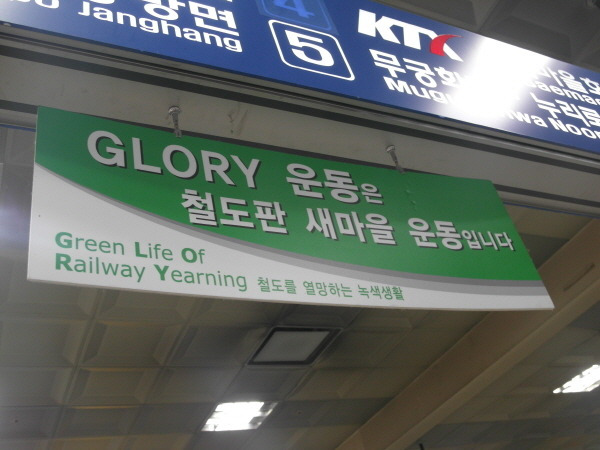 Janghang
4
5
KTX
GLORY 운동은
철도판 새마을 운동입니다
Green Life Of
Railway Yearning 철도를 열망하는 녹색생활